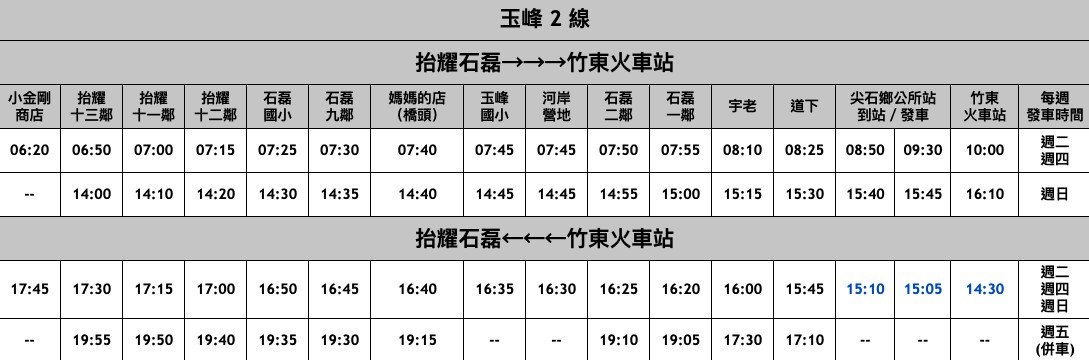 玉峰 2 線
抬耀石磊→→→竹東火車站
小金剛商店 抬耀十三鄰 抬耀十一鄰 抬耀十二鄰 石磊國小 石磊九鄰 媽媽的店(橋頭) 玉峰國小 河岸營地 石磊二鄰 石磊一鄰 宇老 道下 尖石鄉公所站到站 / 發車 竹東火車站 每週發車時間
06:20 06:50 07:00 07:15 07:25 07:30 07:40 07:45 07:45 07:50 07:55 08:10 08:25 08:50 09:30 10:00 週二 週四
-- 14:00 14:10 14:20 14:30 14:35 14:40 14:45 14:45 14:55 15:00 15:15 15:30 15:40 15:45 16:10 週日
抬耀石磊←←←竹東火車站
17:45 17:30 17:15 17:00 16:50 16:45 16:40 16:35 16:30 16:25 16:20 16:00 15:45 15:10 15:05 14:30 週二 週四 週日
-- 19:55 19:50 19:40 19:35 19:30 19:15 -- -- 19:10 19:05 17:30 17:10 -- -- -- 週五(併車)